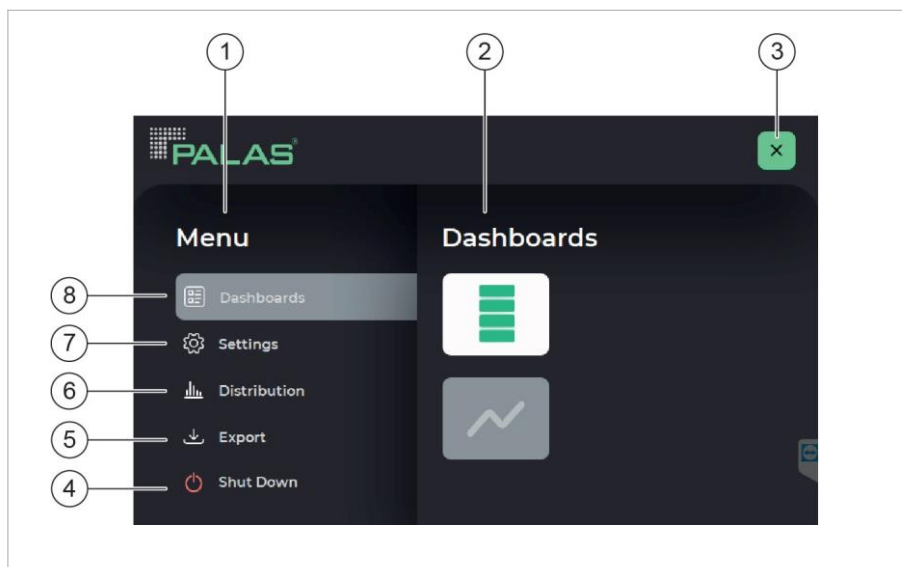 1 2 3
PALAS®
×
Menu Dashboards
8 Dashboards
7 Settings
6 Distribution
5 Export
4 Shut Down